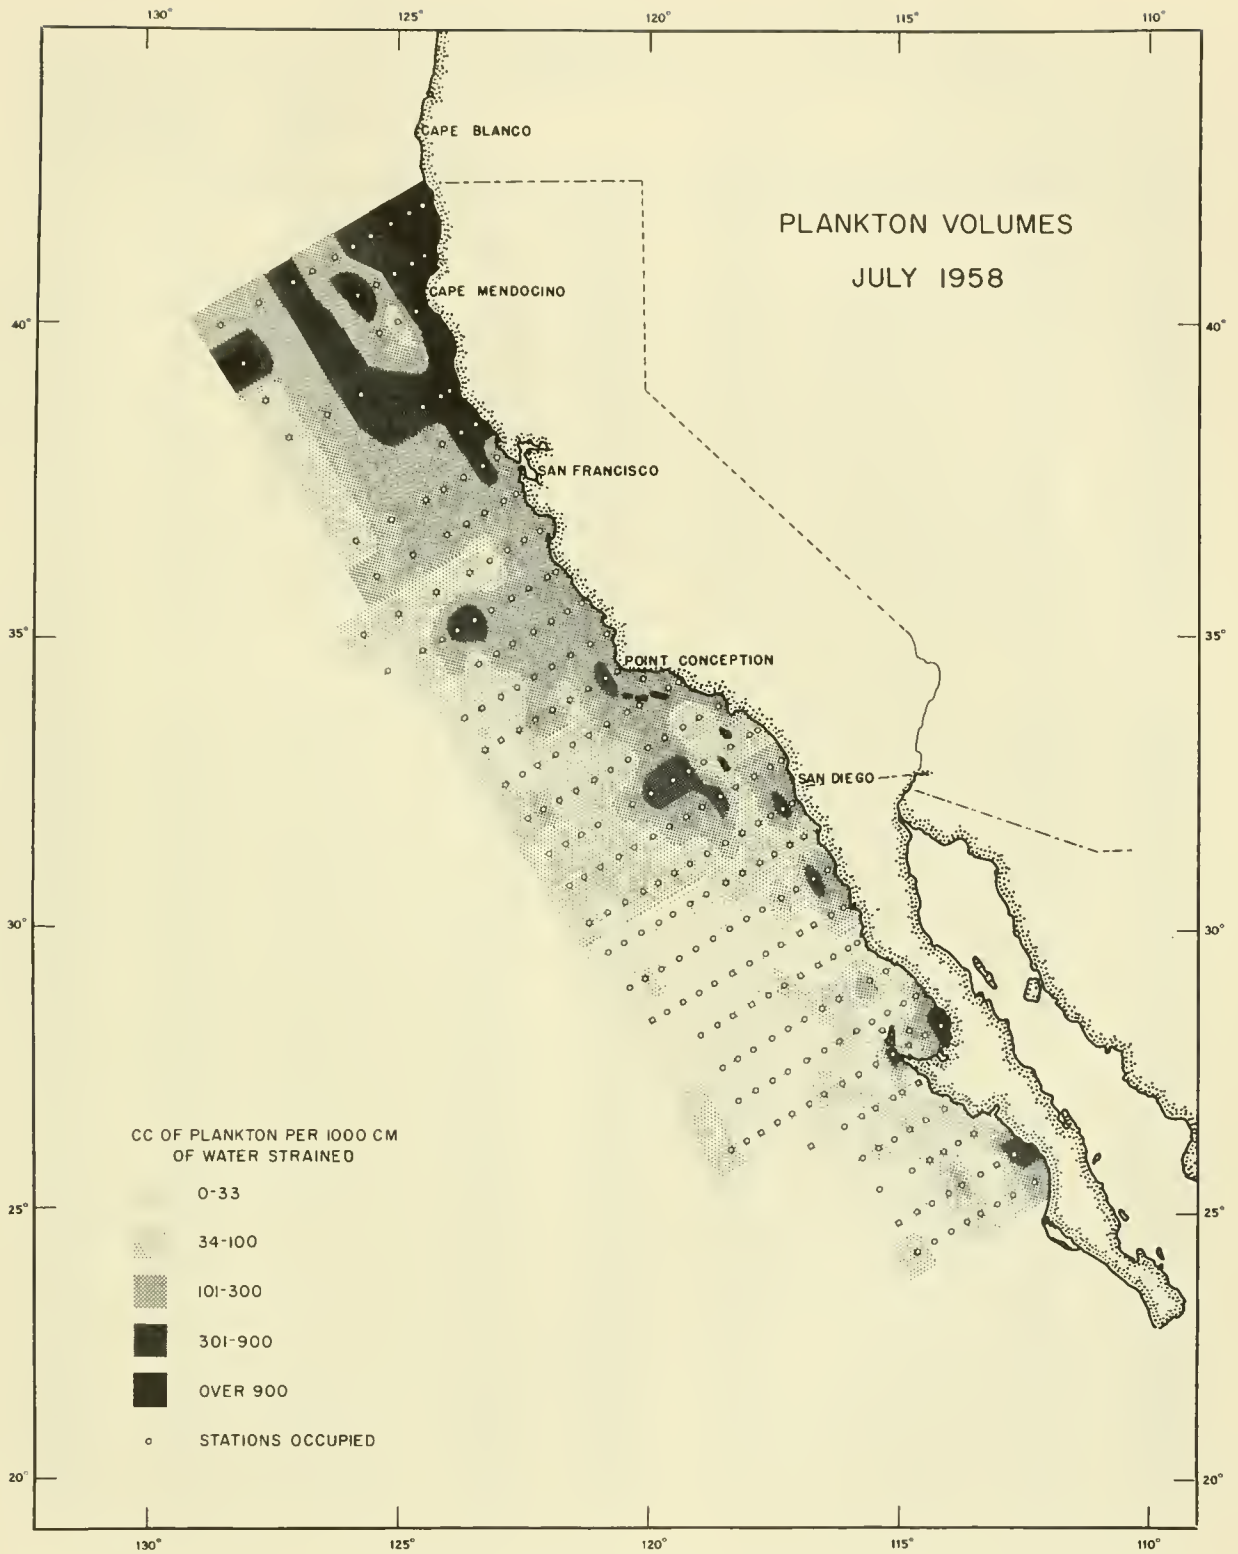 130° 125° 120° 115° 110°
CAPE BLANCO
PLANKTON VOLUMES
JULY 1958
CAPE MENDOCINO
40° 40°
SAN FRANCISCO
35° 35°
POINT CONCEPTION
SAN DIEGO
30° 30°
CC OF PLANKTON PER 1000 CM
OF WATER STRAINED
0-33
25° 25°
34-100
101-300
301-900
OVER 900
STATIONS OCCUPIED
20° 20°
130° 125° 120° 115° 110°